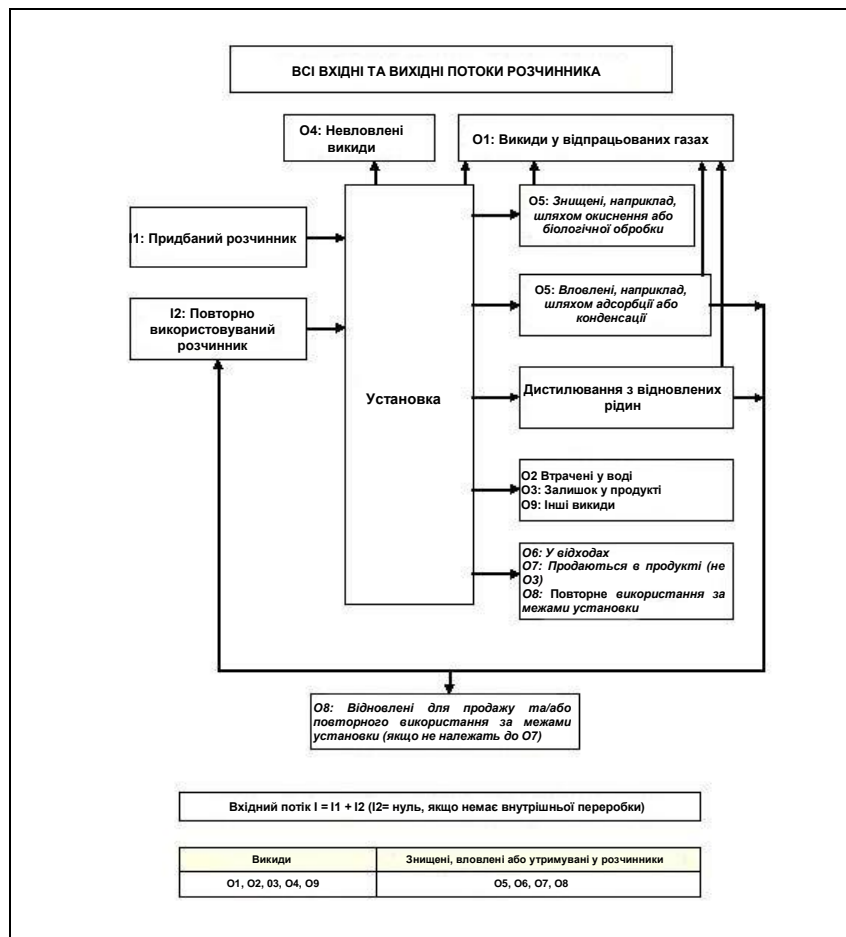 ВСІ ВХІДНІ ТА ВИХІДНІ ПОТОКИ РОЗЧИННИКА
O4: Невловлені
викиди
O1: Викиди у відпрацьованих газах
I1: Придбаний розчинник
O5: Знищені, наприклад,
шляхом окиснення або
біологічної обробки
I2: Повторно
використовуваний
розчинник
O5: Вловлені, наприклад,
шляхом адсорбції або
конденсації
Установка
Дистилювання з відновлених
рідин
O2 Втрачені у воді
O3: Залишок у продукті
O9: Інші викиди
O6: У відходах
O7: Продаються в продукті (не
O3)
O8: Повторне використання за
межами установки
O8: Відновлені для продажу та/або
повторного використання за межами
установки (якщо не належать до O7)
Вхідний потік I = I1 + I2 (I2= нуль, якщо немає внутрішньої переробки)
Викиди
Знищені, вловлені або утримувані у розчинники
O1, O2, 03, O4, O9
O5, O6, O7, O8